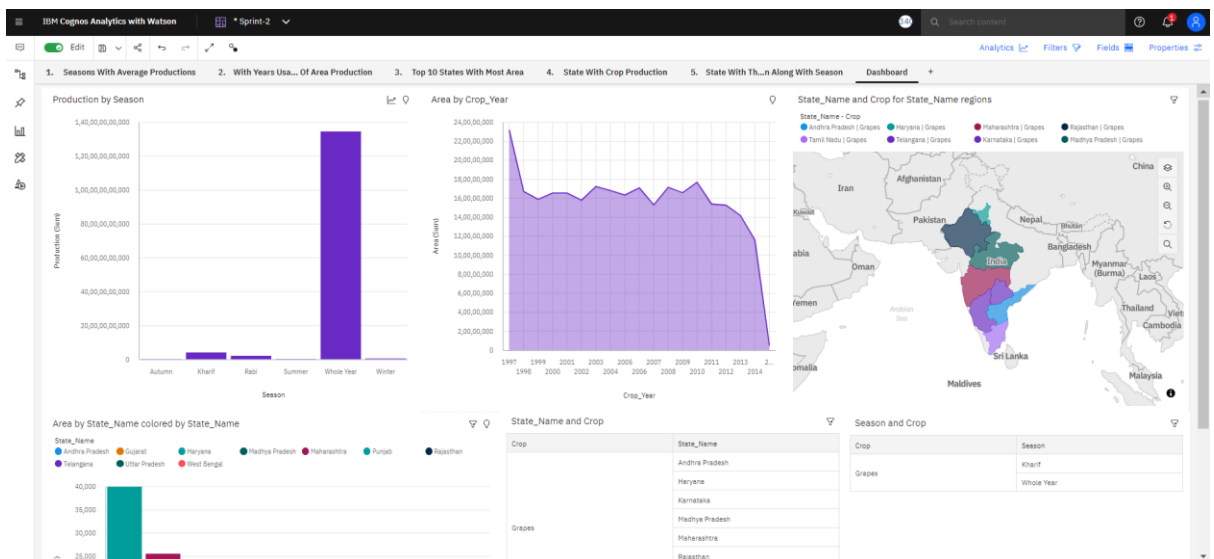 IBM Cognos Analytics with Watson
* Sprint-2
Search content
Edit
Analytics
Filters
Fields
Properties
1. Seasons With Average Productions
2. With Years Usa... Of Area Production
3. Top 10 States With Most Area
4. State With Crop Production
5. State With Th...n Along With Season
Dashboard
+
Production by Season
1,40,00,00,00,000
1,20,00,00,00,000
1,00,00,00,00,000
80,00,00,00,000
60,00,00,00,000
40,00,00,00,000
20,00,00,00,000
0
Production (Sum)
Autumn Kharif Rabi Summer Whole Year Winter
Season
Area by Crop_Year
24,00,00,000
22,00,00,000
20,00,00,000
18,00,00,000
16,00,00,000
14,00,00,000
12,00,00,000
10,00,00,000
8,00,00,000
6,00,00,000
4,00,00,000
2,00,00,000
0
Area (Sum)
1997 1999 2001 2003 2005 2007 2009 2011 2013 2...
1998 2000 2002 2004 2006 2008 2010 2012 2014
Crop_Year
State_Name and Crop for State_Name regions
State_Name - Crop
Andhra Pradesh | Grapes Haryana | Grapes Maharashtra | Grapes Rajasthan | Grapes
Tamil Nadu | Grapes Telangana | Grapes Karnataka | Grapes Madhya Pradesh | Grapes
China
Afghanistan
Iran
Kuwait
Pakistan
Nepal
Bhutan
Bangladesh
abia
Oman
India
Myanmar
(Burma)
Laos
Yemen
Arabian
Sea
Thailand
Viet
Cambodia
Sri Lanka
omalia
Maldives
Malaysia
Area by State_Name colored by State_Name
State_Name
Andhra Pradesh Gujarat Haryana Madhya Pradesh Maharashtra Punjab Rajasthan
Telangana Uttar Pradesh West Bengal
40,000
35,000
30,000
25,000
State_Name and Crop
Crop State_Name
Andhra Pradesh
Haryana
Karnataka
Madhya Pradesh
Grapes
Maharashtra
Rajasthan
Season and Crop
Crop Season
Grapes
Kharif
Whole Year